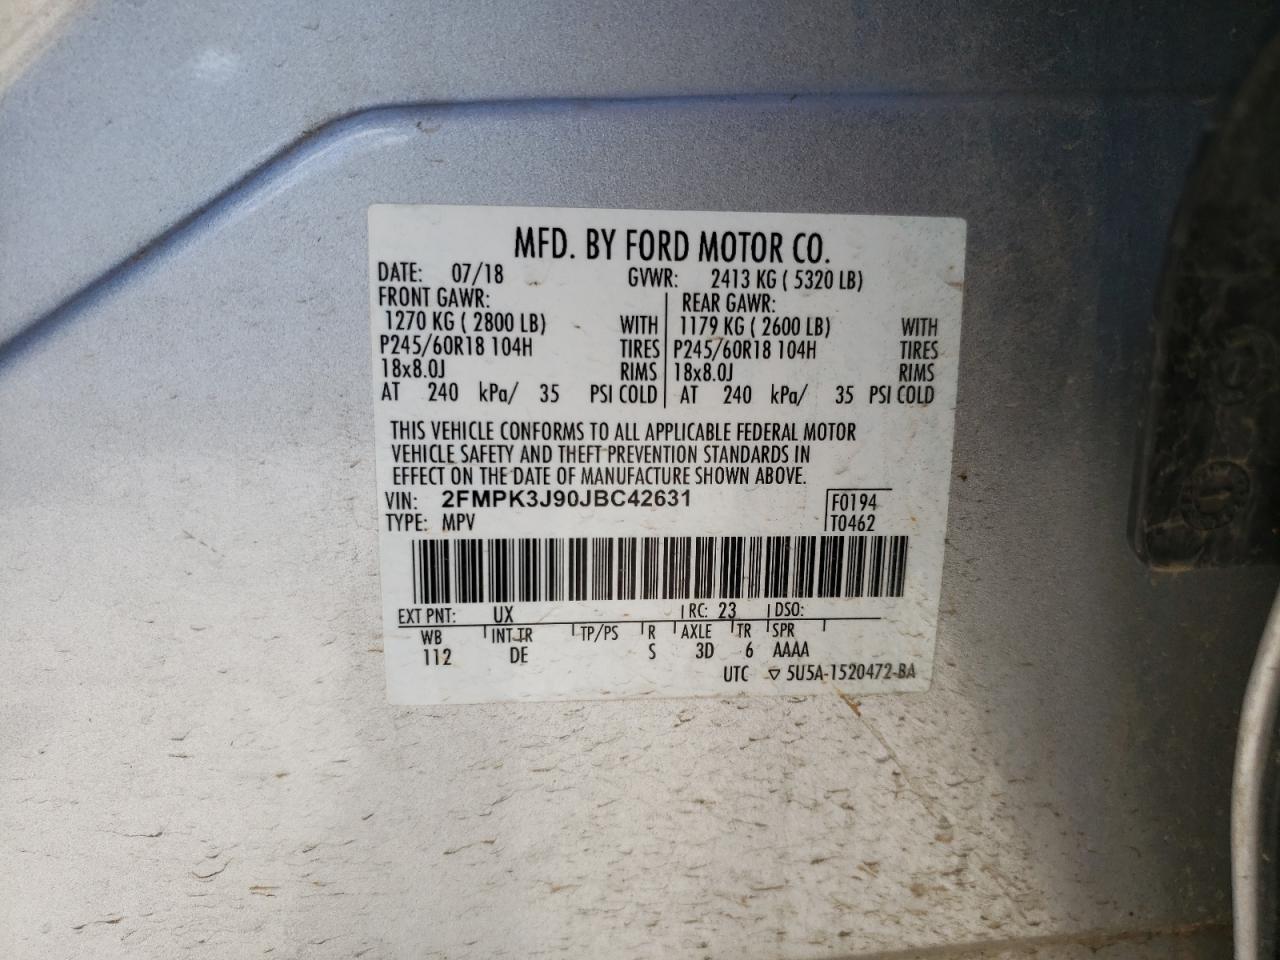 MFD. BY FORD MOTOR CO.
DATE: 07/18 GVWR: 2413 KG ( 5320 LB)
FRONT GAWR: REAR GAWR:
1270 KG ( 2800 LB) WITH 1179 KG ( 2600 LB) WITH
P245/60R18 104H TIRES P245/60R18 104H TIRES
18x8.0J RIMS 18x8.0J RIMS
AT 240 kPa/ 35 PSI COLD AT 240 kPa/ 35 PSI COLD
THIS VEHICLE CONFORMS TO ALL APPLICABLE FEDERAL MOTOR
VEHICLE SAFETY AND THEFT PREVENTION STANDARDS IN
EFFECT ON THE DATE OF MANUFACTURE SHOWN ABOVE.
VIN: 2FMPK3J90JBC42631 F0194
TYPE: MPV T0462
EXT PNT: UX RC: 23 DSO:
WB INT TR TP/PS R AXLE TR SPR
112 DE S 3D 6 AAAA
UTC ▽ 5U5A-1520472-BA